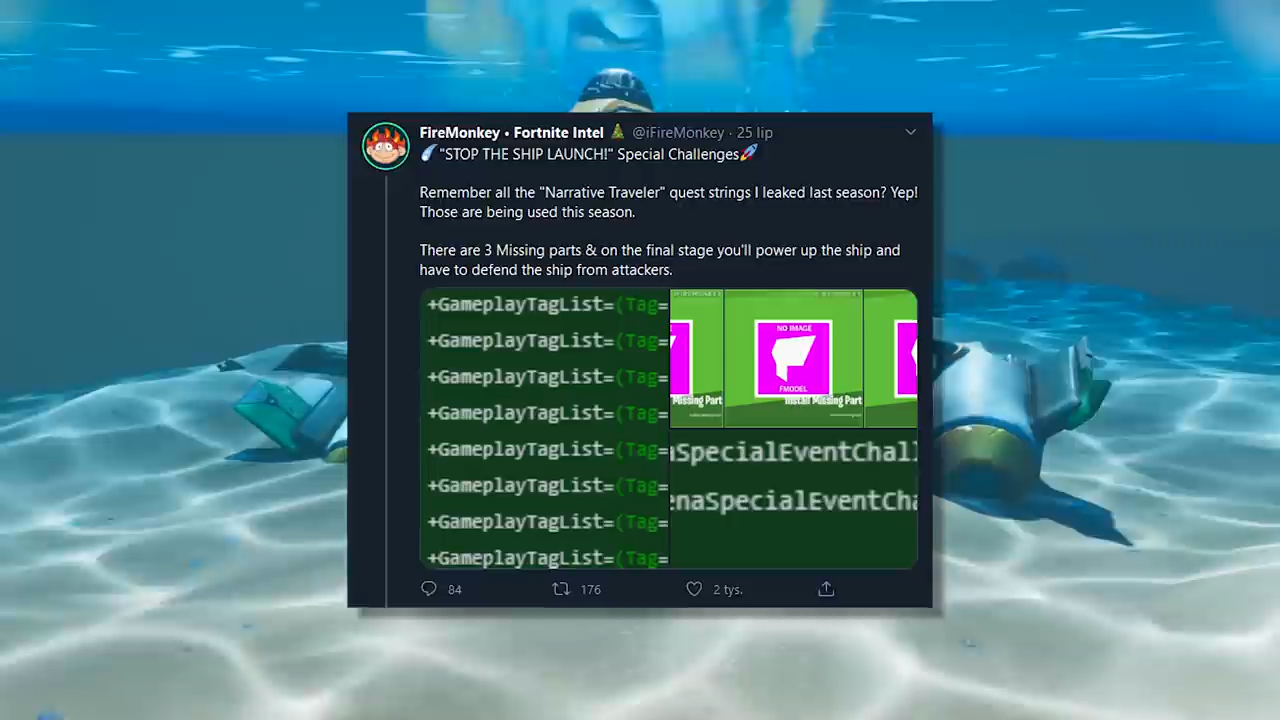 FireMonkey • Fortnite Intel 🎄 @iFireMonkey · 25 lip
☄️"STOP THE SHIP LAUNCH!" Special Challenges🚀
Remember all the "Narrative Traveler" quest strings I leaked last season? Yep!
Those are being used this season.
There are 3 Missing parts & on the final stage you'll power up the ship and
have to defend the ship from attackers.
+GameplayTagList=(Tag=
+GameplayTagList=(Tag=
+GameplayTagList=(Tag=
+GameplayTagList=(Tag=
+GameplayTagList=(Tag=
+GameplayTagList=(Tag=
+GameplayTagList=(Tag=
+GameplayTagList=(Tag=
NO IMAGE
FMODEL
Missing Part
Install Missing Part
aSpecialEventChall
enaSpecialEventCha
84
176
2 tys.